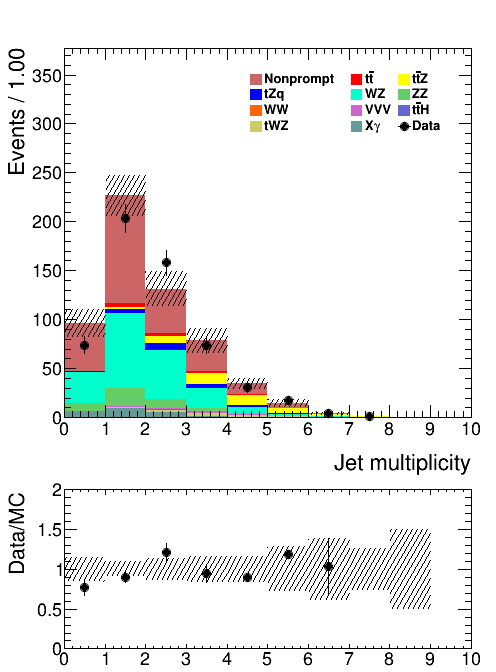 Events / 1.00
350
300
250
200
150
100
50
0
Nonprompt tt̄ tt̄Z
tZq WZ ZZ
WW VVV tt̄H
tWZ Xγ Data
0 1 2 3 4 5 6 7 8 9 10
Jet multiplicity
Data/MC
2
1.5
1
0.5
0
0 1 2 3 4 5 6 7 8 9 10